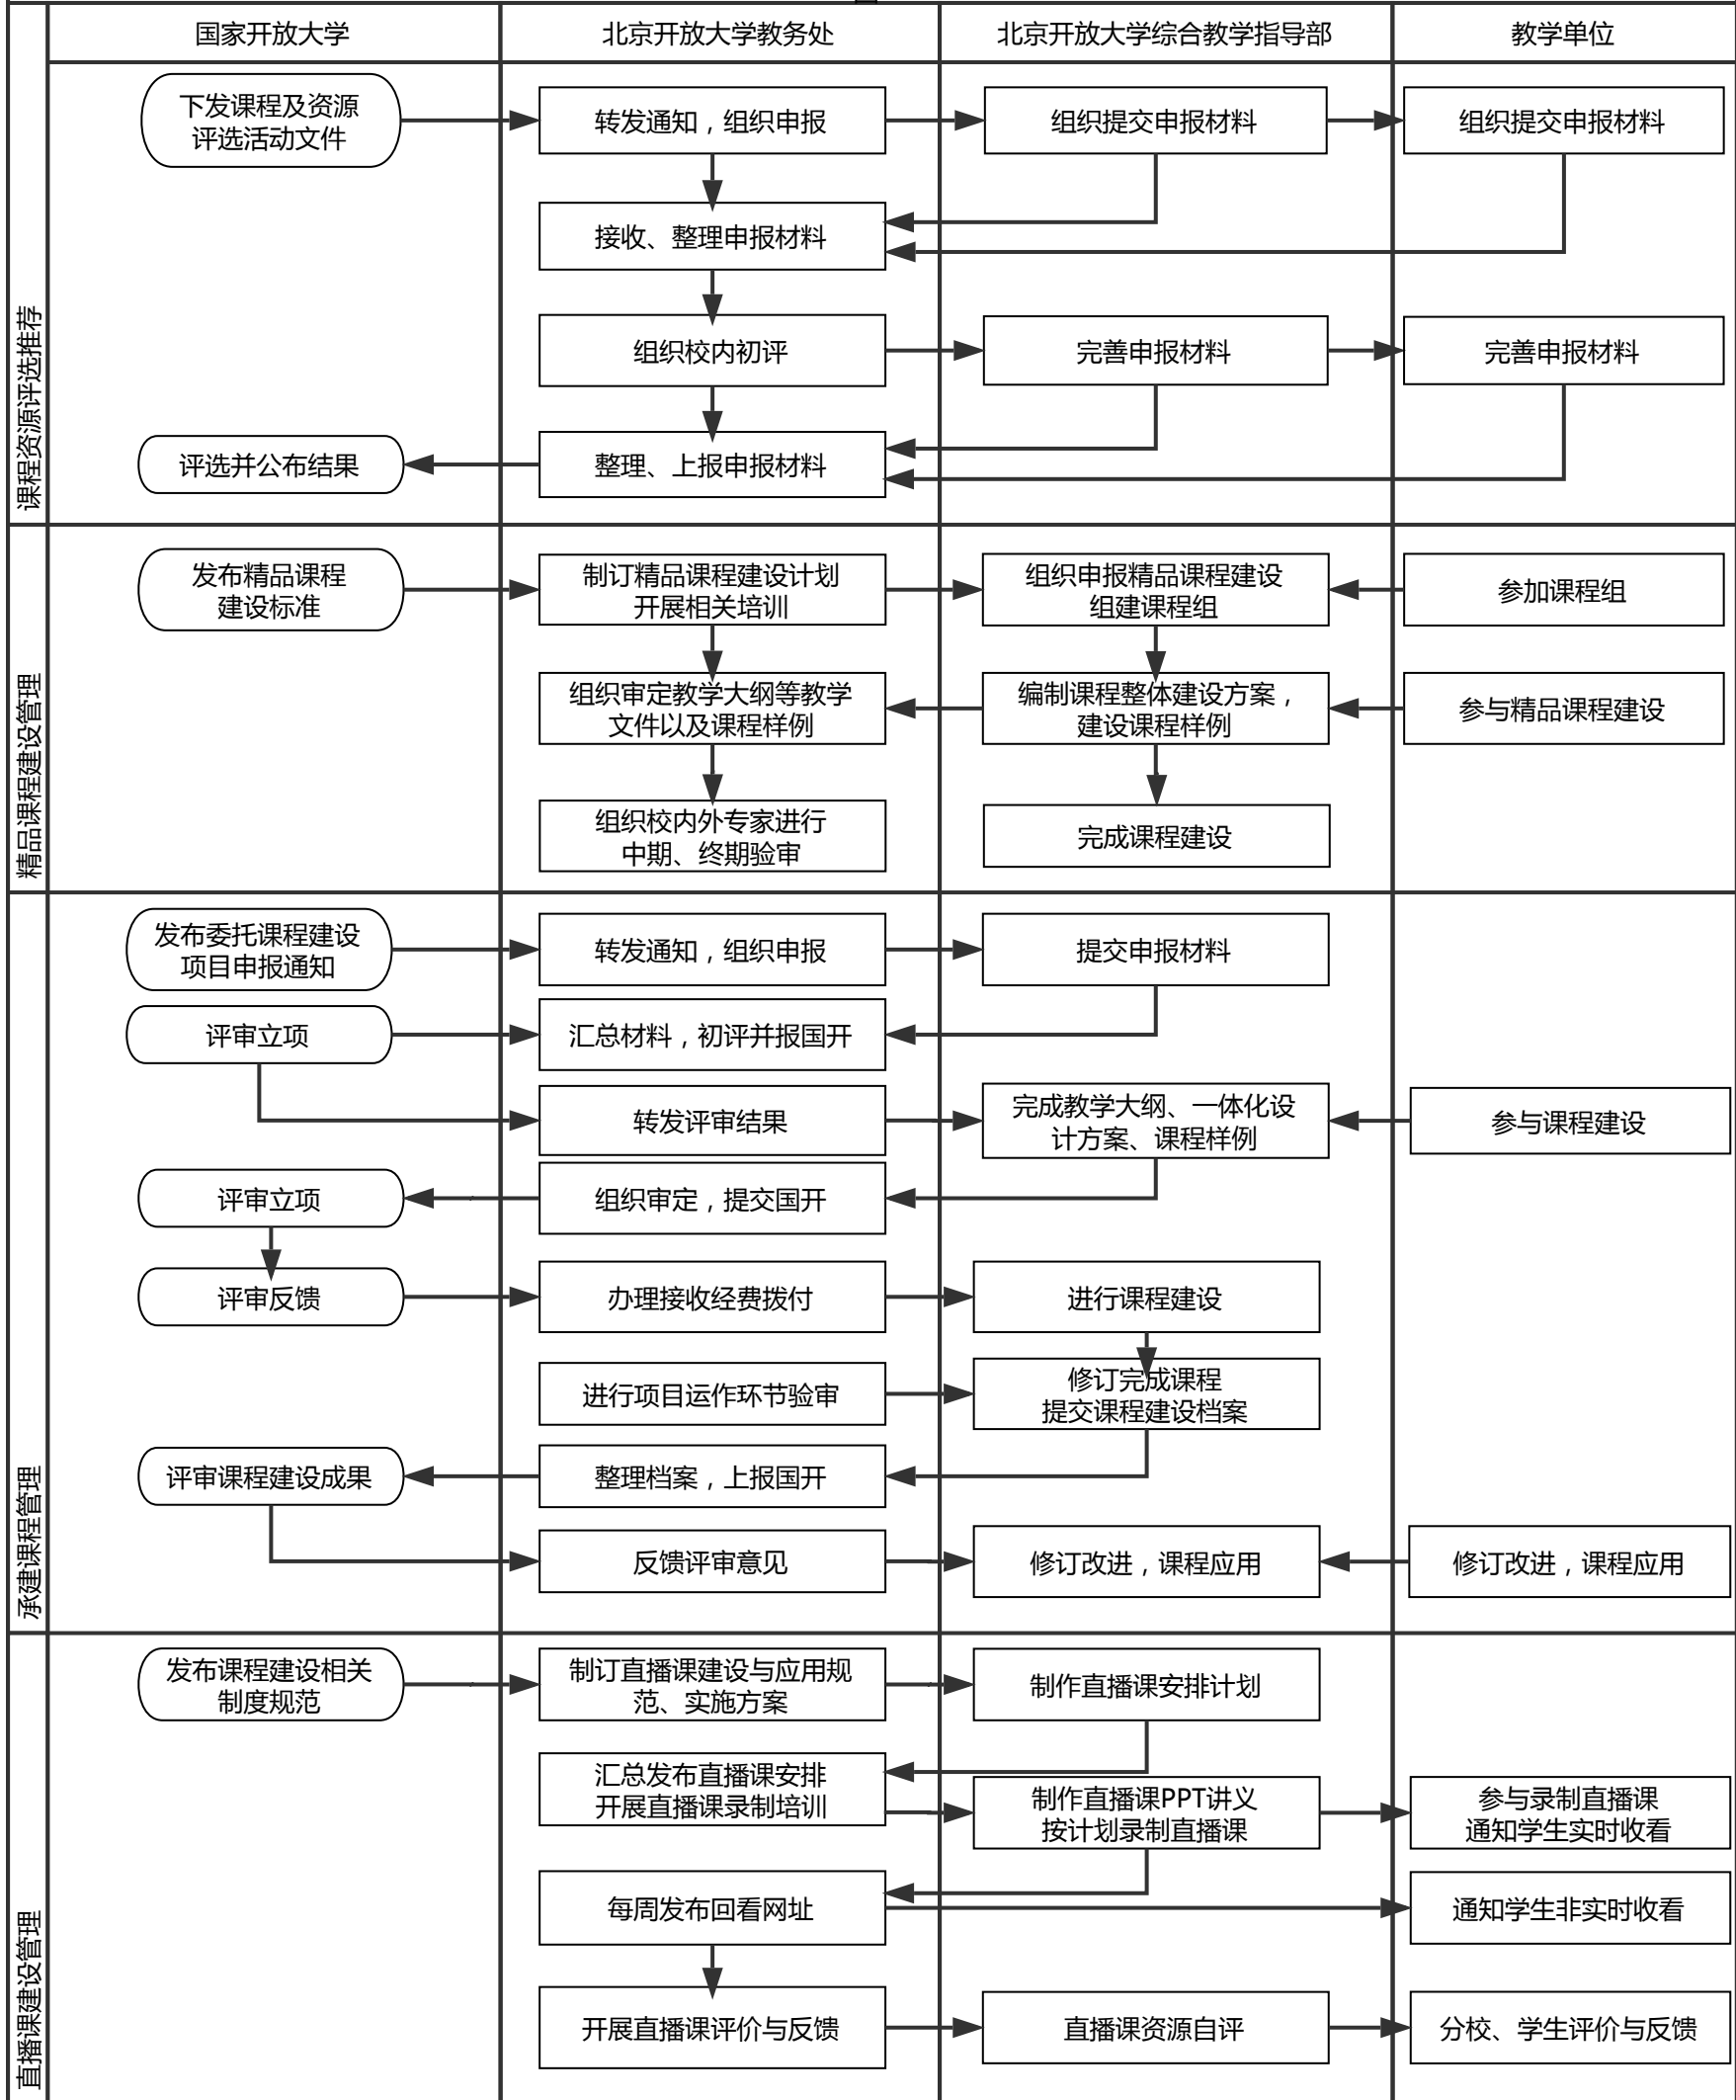 国家开放大学
北京开放大学教务处
北京开放大学综合教学指导部
教学单位
课程资源评选推荐
下发课程及资源
评选活动文件
转发通知，组织申报
组织提交申报材料
组织提交申报材料
接收、整理申报材料
组织校内初评
完善申报材料
完善申报材料
评选并公布结果
整理、上报申报材料
精品课程建设管理
发布精品课程
建设标准
制订精品课程建设计划
开展相关培训
组织申报精品课程建设
组建课程组
参加课程组
组织审定教学大纲等教学
文件以及课程样例
编制课程整体建设方案，
建设课程样例
参与精品课程建设
组织校内外专家进行
中期、终期验审
完成课程建设
承建课程管理
发布委托课程建设
项目申报通知
转发通知，组织申报
提交申报材料
评审立项
汇总材料，初评并报国开
转发评审结果
完成教学大纲、一体化设
计方案、课程样例
参与课程建设
评审立项
组织审定，提交国开
评审反馈
办理接收经费拨付
进行课程建设
进行项目运作环节验审
修订完成课程
提交课程建设档案
评审课程建设成果
整理档案，上报国开
反馈评审意见
修订改进，课程应用
修订改进，课程应用
直播课建设管理
发布课程建设相关
制度规范
制订直播课建设与应用规
范、实施方案
制作直播课安排计划
汇总发布直播课安排
开展直播课录制培训
制作直播课PPT讲义
按计划录制直播课
参与录制直播课
通知学生实时收看
每周发布回看网址
通知学生非实时收看
开展直播课评价与反馈
直播课资源自评
分校、学生评价与反馈